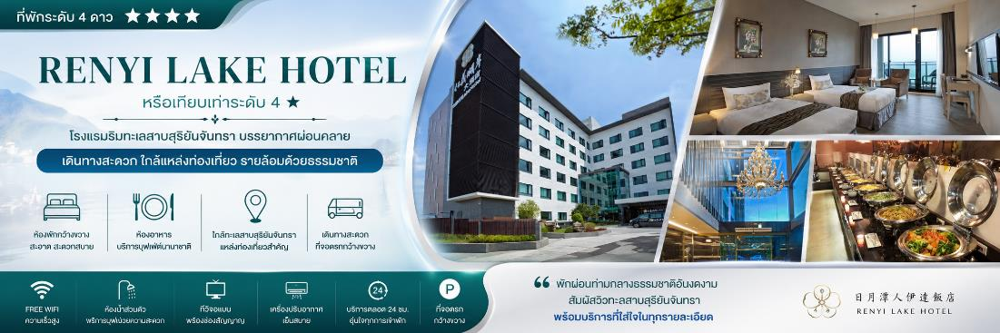 ที่พักระดับ 4 ดาว
RENYI LAKE HOTEL
หรือเทียบเท่าระดับ 4
โรงแรมริมทะเลสาบสุริยันจันทรา บรรยากาศผ่อนคลาย
เดินทางสะดวก ใกล้แหล่งท่องเที่ยว รายล้อมด้วยธรรมชาติ
ห้องพักกว้างขวาง
สะอาด สะดวกสบาย
ห้องอาหาร
บริการบุฟเฟ่ต์นานาชาติ
ใกล้ทะเลสาบสุริยันจันทรา
แหล่งท่องเที่ยวสำคัญ
เดินทางสะดวก
ที่จอดรถกว้างขวาง
FREE WIFI
ความเร็วสูง
ห้องน้ำส่วนตัว
ทีวีจอแบน
พร้อมช่องสัญญาณ
เครื่องปรับอากาศ
เย็นสบาย
24
บริการตลอด 24 ชม.
อุ่นใจทุกการเข้าพัก
P
ที่จอดรถ
กว้างขวาง
“ พักผ่อนท่ามกลางธรรมชาติอันงดงาม
สัมผัสวิวทะเลสาบสุริยันจันทรา
พร้อมบริการที่ใส่ใจในทุกรายละเอียด
日月潭人伊達飯店
RENYI LAKE HOTEL